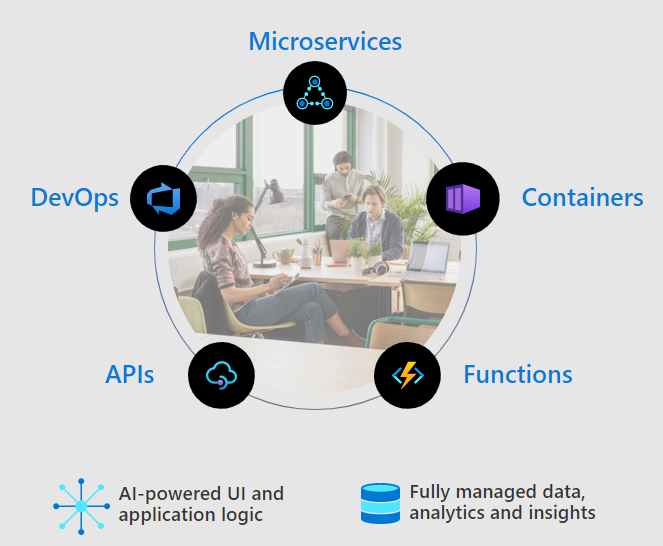 Microservices
DevOps
Containers
APIs
Functions
AI-powered UI and
application logic
Fully managed data,
analytics and insights